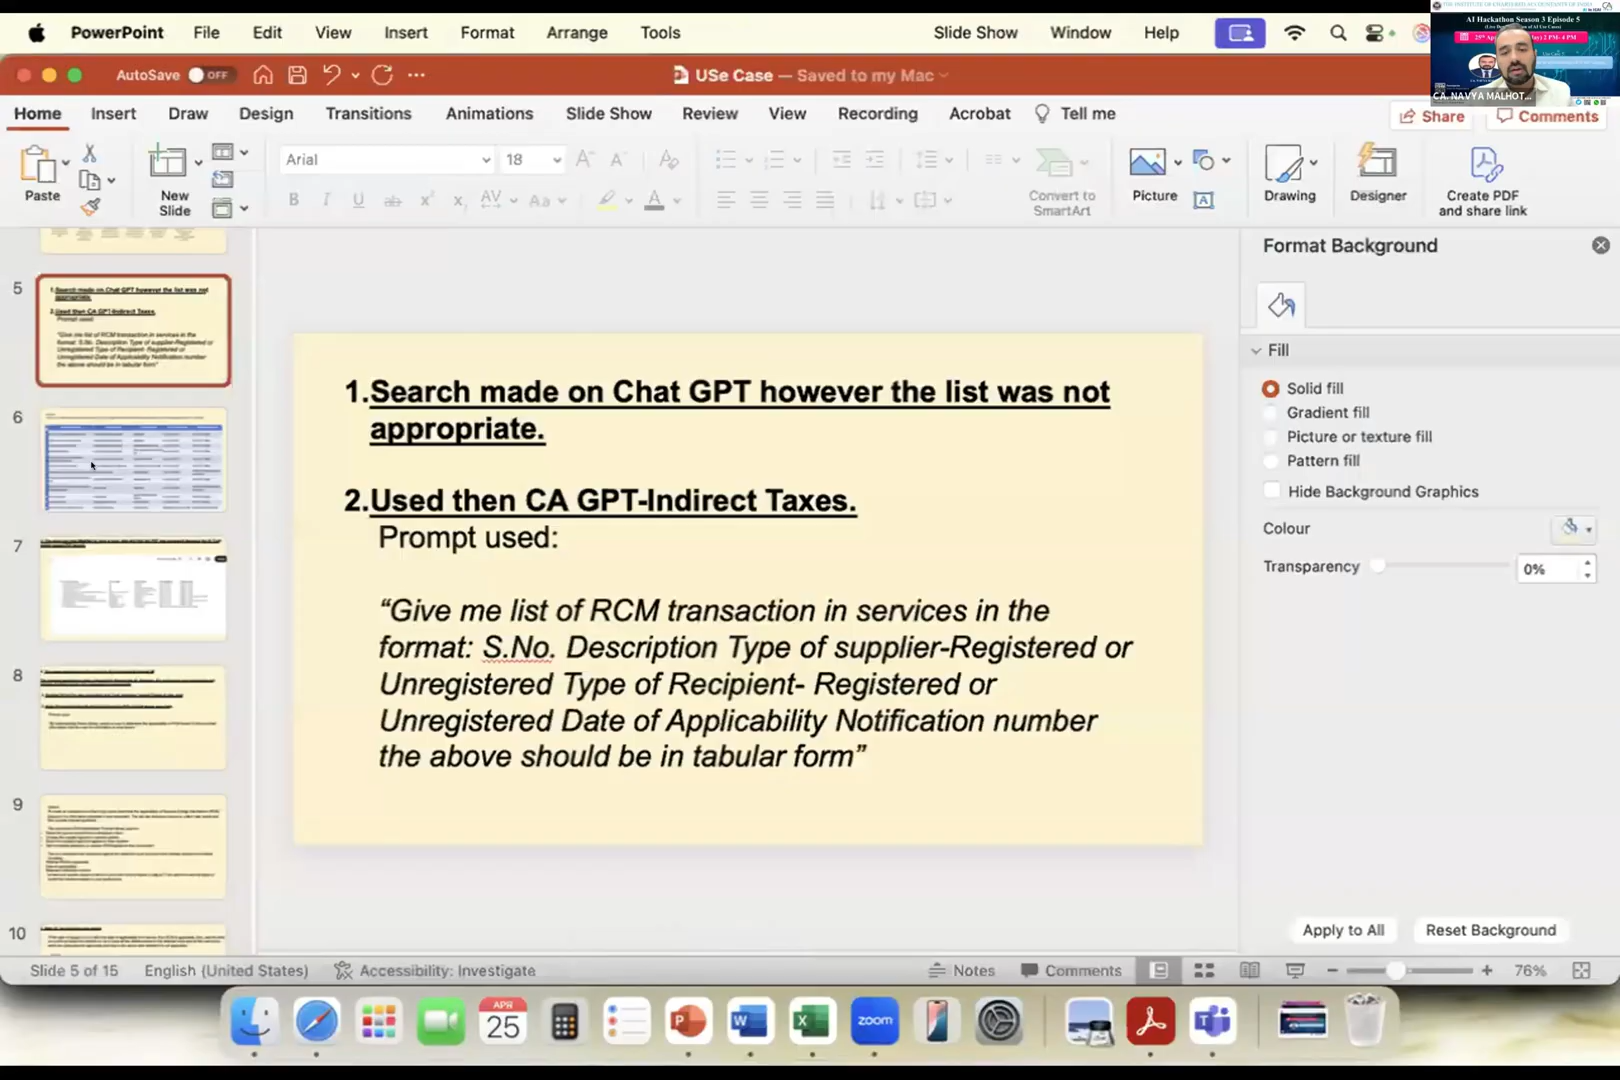 PowerPoint File Edit View Insert Format Arrange Tools Slide Show Window Help
AutoSave OFF
USe Case — Saved to my Mac
Home Insert Draw Design Transitions Animations Slide Show Review View Recording Acrobat Tell me
Share Comments
AI Hackathon Season 3 Episode 5
CA. NAVYA MALHOT...
Paste
New
Slide
Arial
18
Convert to
SmartArt
Picture
Drawing
Designer
Create PDF
and share link
5
6
7
8
9
10
1.Search made on Chat GPT however the list was not
appropriate.
2.Used then CA GPT-Indirect Taxes.
Prompt used:
“Give me list of RCM transaction in services in the
format: S.No. Description Type of supplier-Registered or
Unregistered Type of Recipient- Registered or
Unregistered Date of Applicability Notification number
the above should be in tabular form”
Format Background
Fill
Solid fill
Gradient fill
Picture or texture fill
Pattern fill
Hide Background Graphics
Colour
Transparency
0%
Apply to All
Reset Background
Slide 5 of 15
English (United States)
Accessibility: Investigate
Notes
Comments
76%
APR
25
zoom